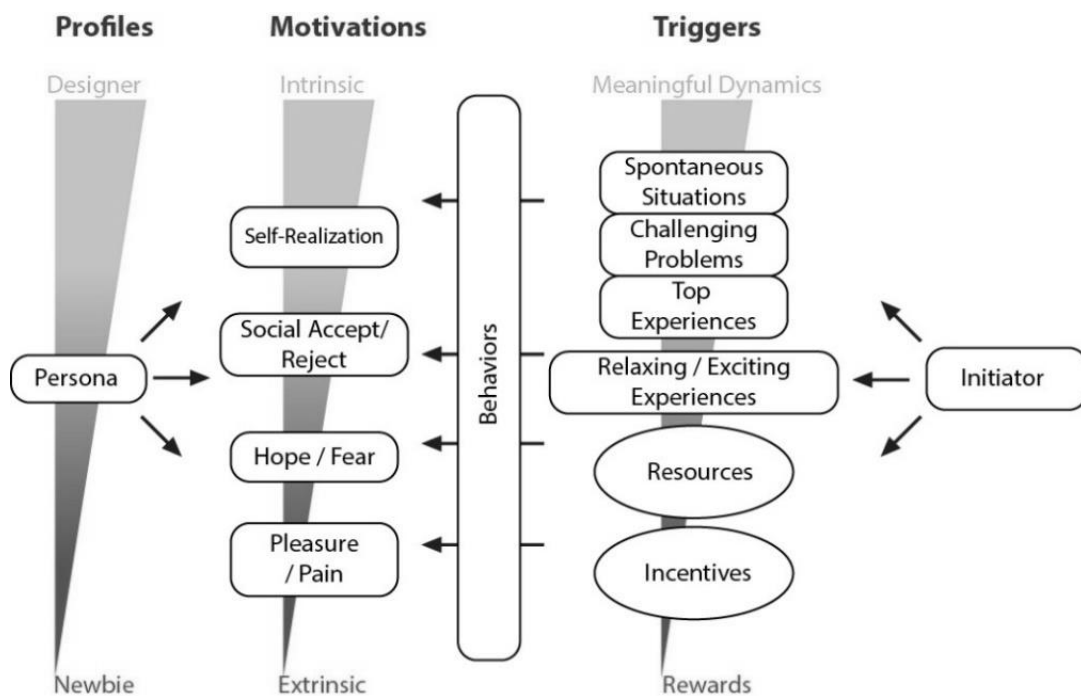 Profiles
Motivations
Triggers
Designer
Intrinsic
Meaningful Dynamics
Persona
Self-Realization
Social Accept/
Reject
Hope / Fear
Pleasure
/ Pain
Behaviors
Spontaneous
Situations
Challenging
Problems
Top
Experiences
Relaxing / Exciting
Experiences
Resources
Incentives
Initiator
Newbie
Extrinsic
Rewards